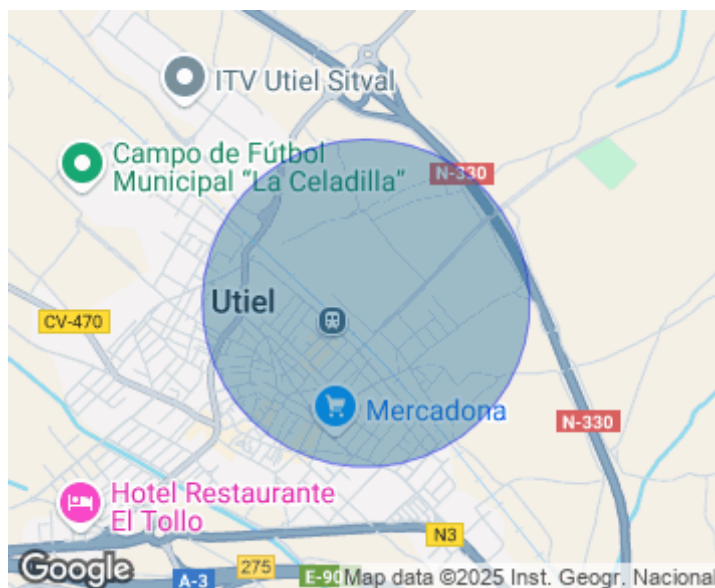 ITV Utiel Sitval
Campo de Fútbol
Municipal “La Celadilla”
N-330
Utiel
CV-470
Mercadona
N-330
Hotel Restaurante
El Tollo
N3
Google
275
A-3
E-90
Map data ©2025 Inst. Geogr. Nacional